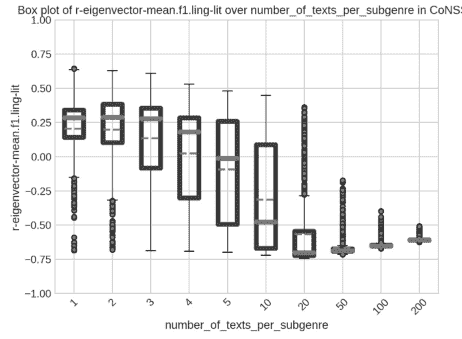 Box plot of r-eigenvector-mean.f1.ling-lit over number_of_texts_per_subgenre in CoNSS
1.00
0.75
0.50
0.25
0.00
−0.25
−0.50
−0.75
−1.00
r-eigenvector-mean.f1.ling-lit
1 2 3 4 5 10 20 50 100 200
number_of_texts_per_subgenre